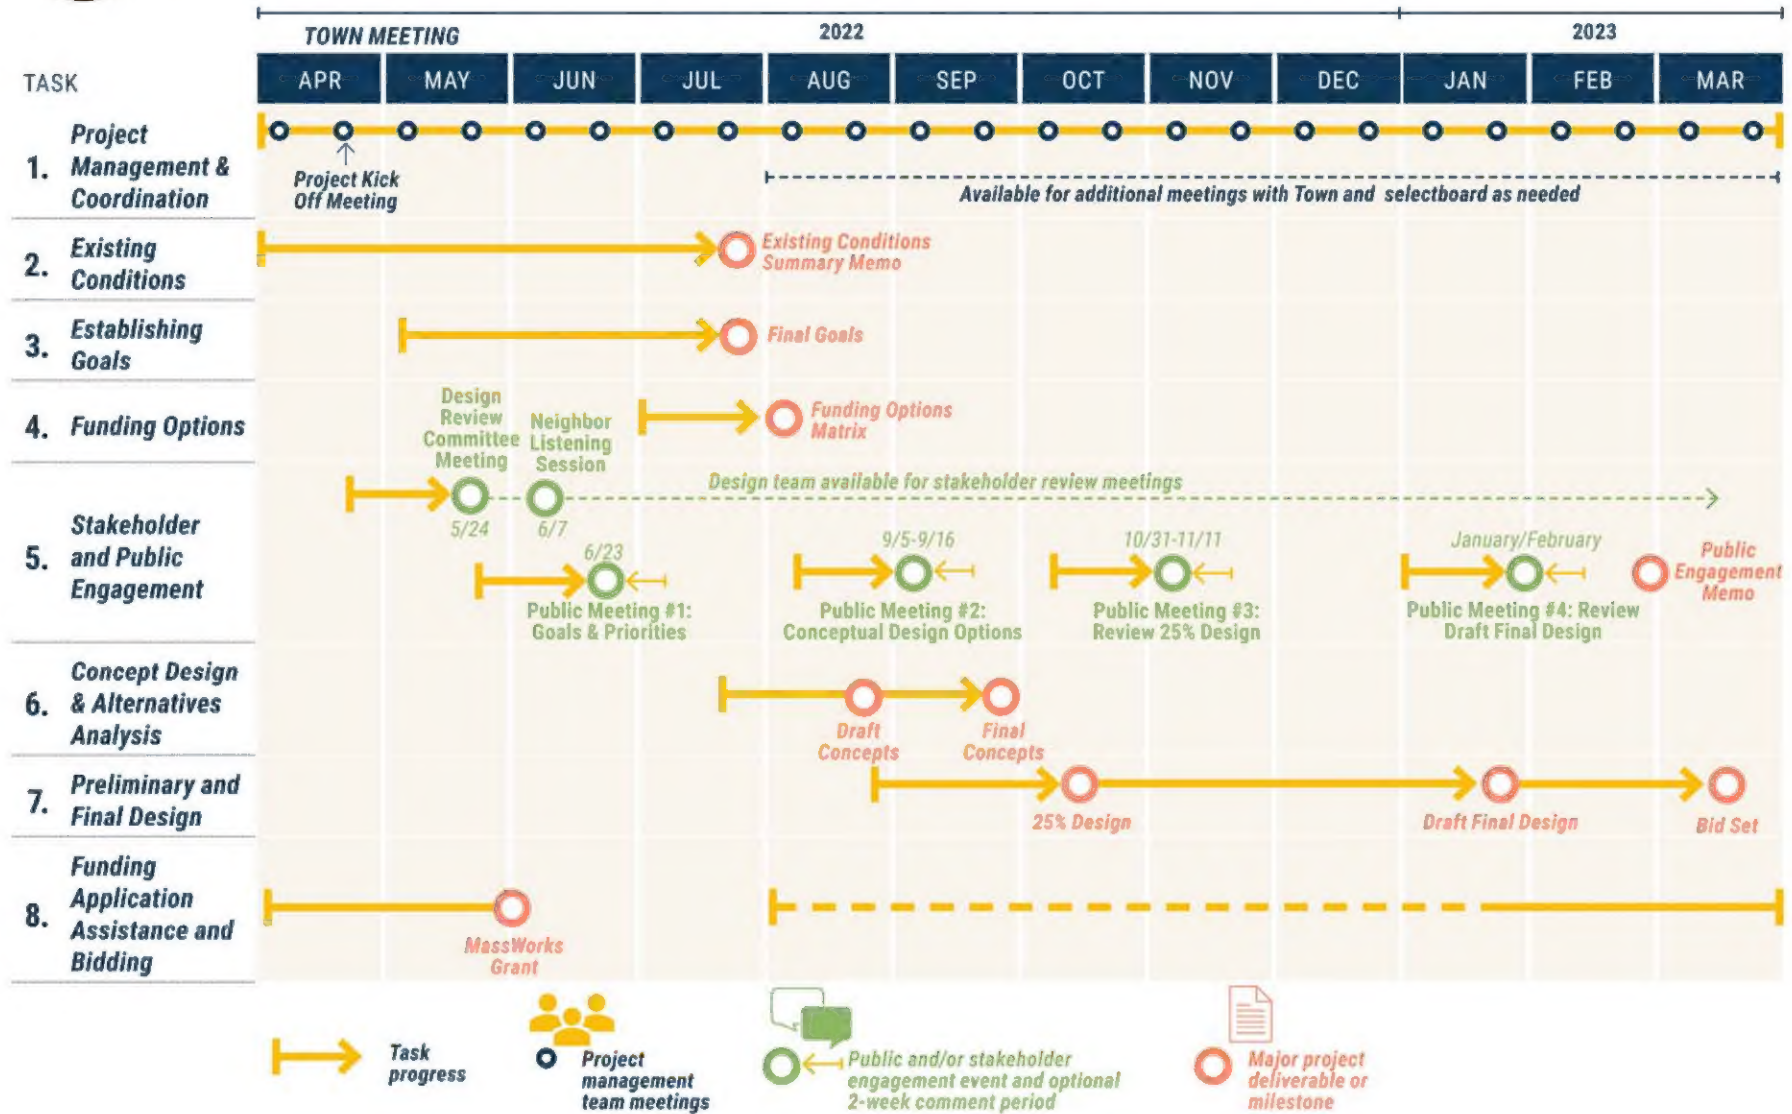 TOWN MEETING
2022
2023
TASK
APR
MAY
JUN
JUL
AUG
SEP
OCT
NOV
DEC
JAN
FEB
MAR
1.
Project
Management &
Coordination
Project Kick
Off Meeting
Available for additional meetings with Town and selectboard as needed
2.
Existing
Conditions
Existing Conditions
Summary Memo
3.
Establishing
Goals
Final Goals
4.
Funding Options
Funding Options
Matrix
5.
Stakeholder
and Public
Engagement
Design
Review
Committee
Meeting
5/24
Neighbor
Listening
Session
6/7
Design team available for stakeholder review meetings
6/23
Public Meeting #1:
Goals & Priorities
9/5-9/16
Public Meeting #2:
Conceptual Design Options
10/31-11/11
Public Meeting #3:
Review 25% Design
January/February
Public Meeting #4: Review
Draft Final Design
Public
Engagement
Memo
6.
Concept Design
& Alternatives
Analysis
Draft
Concepts
Final
Concepts
7.
Preliminary and
Final Design
25% Design
Draft Final Design
Bid Set
8.
Funding
Application
Assistance and
Bidding
MassWorks
Grant
Task
progress
Project
management
team meetings
Public and/or stakeholder
engagement event and optional
2-week comment period
Major project
deliverable or
milestone